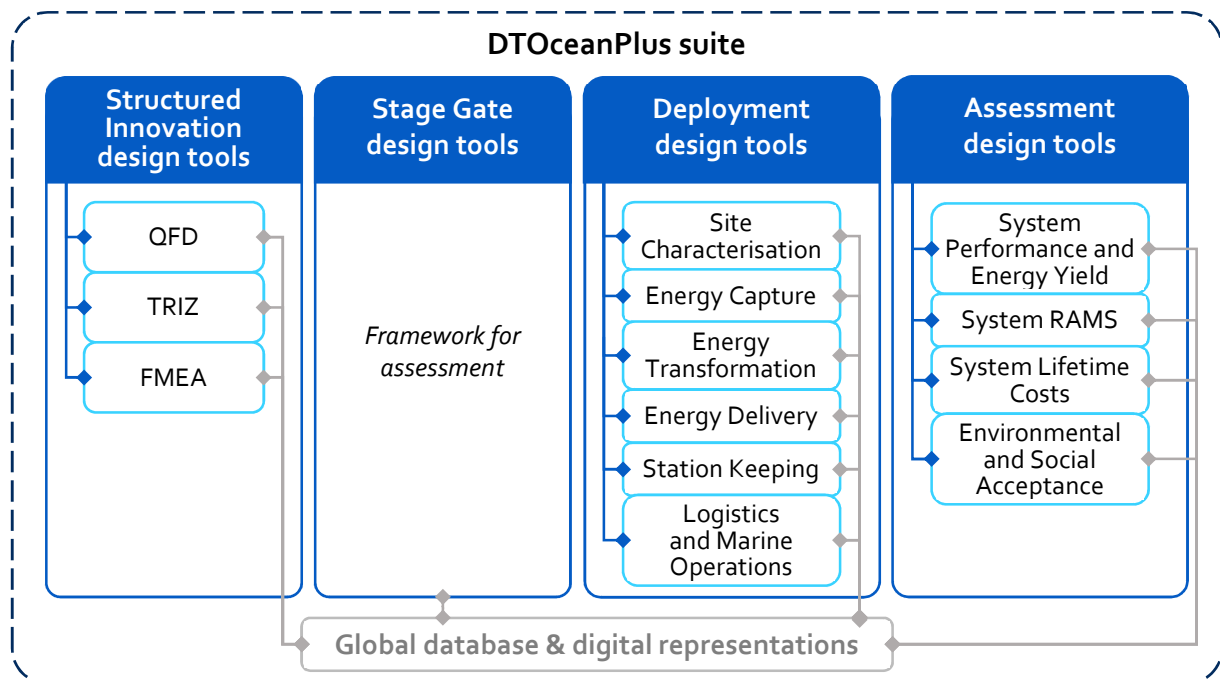 DTOceanPlus suite
Structured
Innovation
design tools
QFD
TRIZ
FMEA
Stage Gate
design tools
Framework for
assessment
Deployment
design tools
Site
Characterisation
Energy Capture
Energy
Transformation
Energy Delivery
Station Keeping
Logistics
and Marine
Operations
Assessment
design tools
System
Performance and
Energy Yield
System RAMS
System Lifetime
Costs
Environmental
and Social
Acceptance
Global database & digital representations